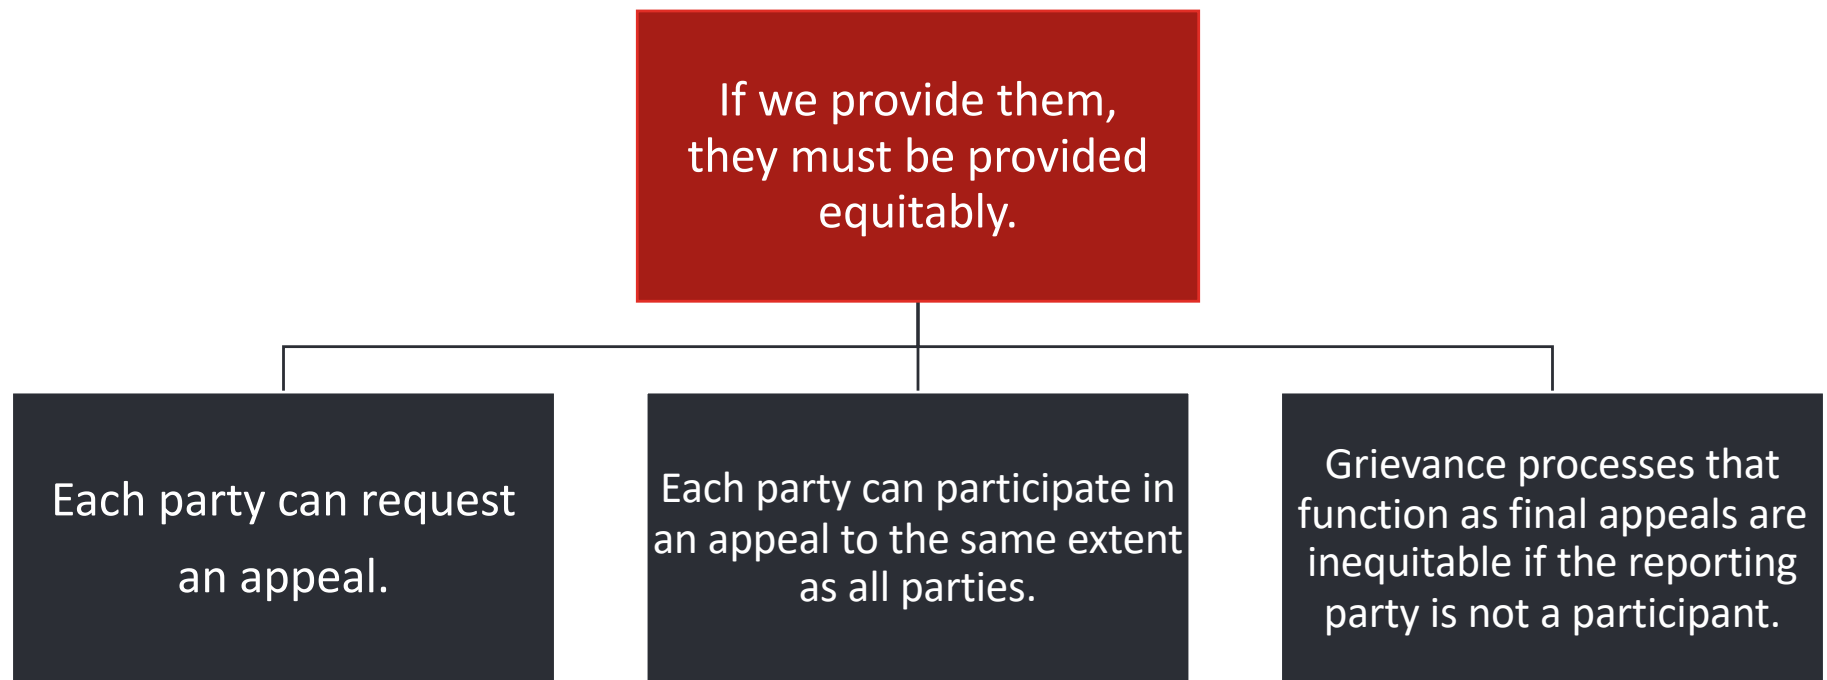 If we provide them,
they must be provided
equitably.
Each party can request
an appeal.
Each party can participate in
an appeal to the same extent
as all parties.
Grievance processes that
function as final appeals are
inequitable if the reporting
party is not a participant.